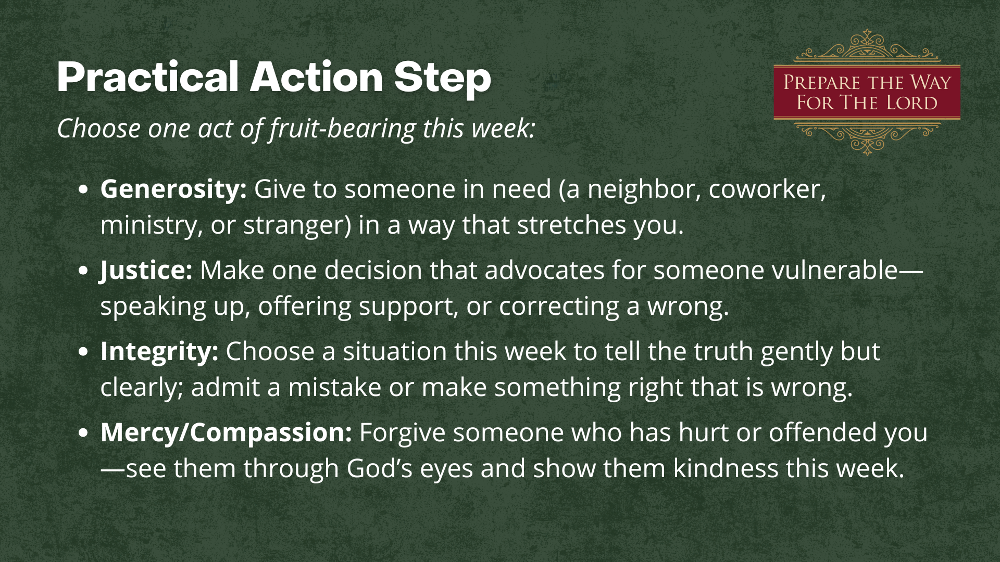 Practical Action Step
Choose one act of fruit-bearing this week:
PREPARE THE WAY
FOR THE LORD
• Generosity: Give to someone in need (a neighbor, coworker,
ministry, or stranger) in a way that stretches you.
• Justice: Make one decision that advocates for someone vulnerable—
speaking up, offering support, or correcting a wrong.
• Integrity: Choose a situation this week to tell the truth gently but
clearly; admit a mistake or make something right that is wrong.
• Mercy/Compassion: Forgive someone who has hurt or offended you
—see them through God’s eyes and show them kindness this week.